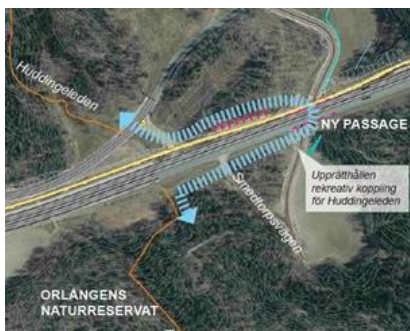 Huddingeleden
NY PASSAGE
Upprätthållen
rekreativ koppling
för Huddingeleden
Smedtorpsvägen
ORLÅNGENS
NATURRESERVAT